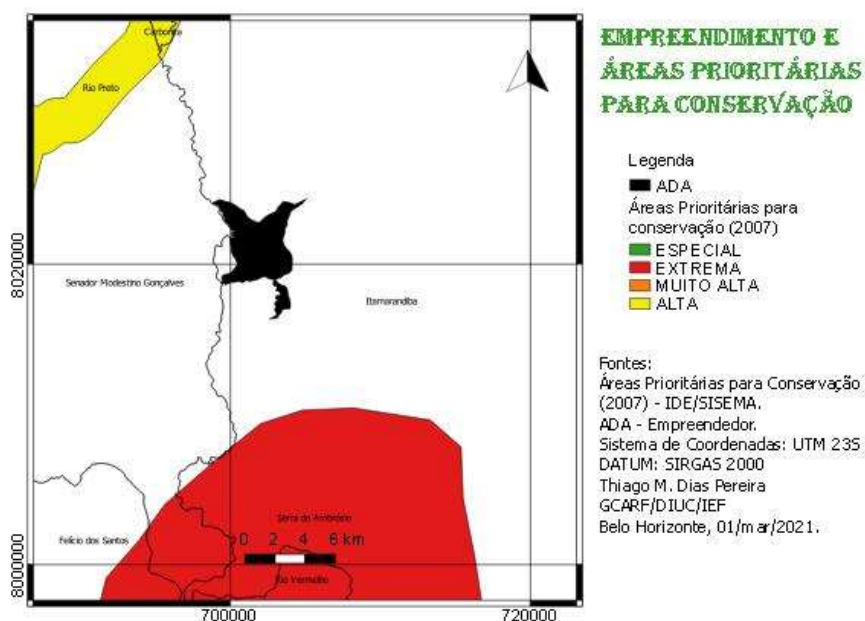 EMPREENDIMENTO E
ÁREAS PRIORITÁRIAS
PARA CONSERVAÇÃO
Legenda
ADA
Áreas Prioritárias para
conservação (2007)
ESPECIAL
EXTREMA
MUITO ALTA
ALTA
Fontes:
Áreas Prioritárias para Conservação
(2007) - IDE/SISEMA.
ADA - Empreendedor.
Sistema de Coordenadas: UTM 23S
DATUM: SIRGAS 2000
Thiago M. Dias Pereira
GCARF/DIUC/IEF
Belo Horizonte, 01/mar/2021.
Carbonita
Rio Preto
8020000
Senador Modestino Gonçalves
Itamarandiba
Serra do Ambrósio
Felício dos Santos
0 2 4 6 km
Rio Vermelho
8000000
700000
720000